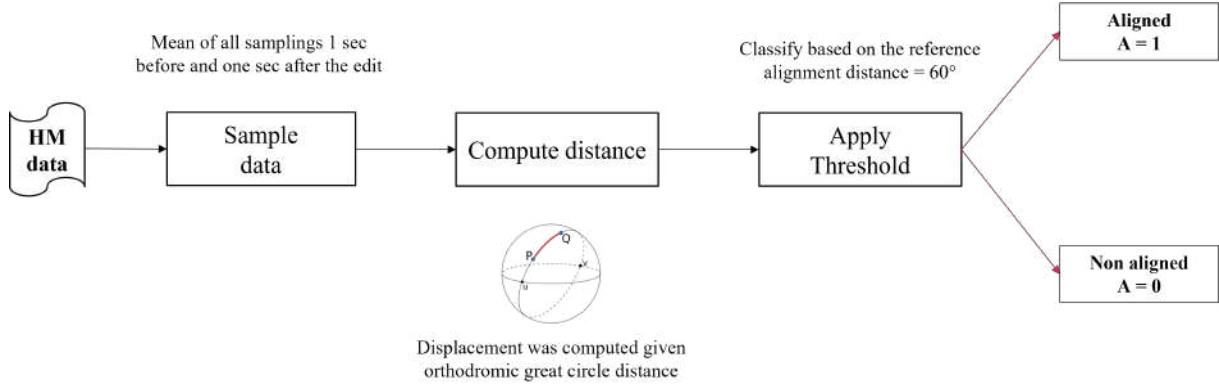 Mean of all samplings 1 sec
before and one sec after the edit
Classify based on the reference
alignment distance = 60°
Aligned
A = 1
HM
data
Sample
data
Compute distance
Apply
Threshold
P
Q
u
v
Non aligned
A = 0
Displacement was computed given
orthodromic great circle distance